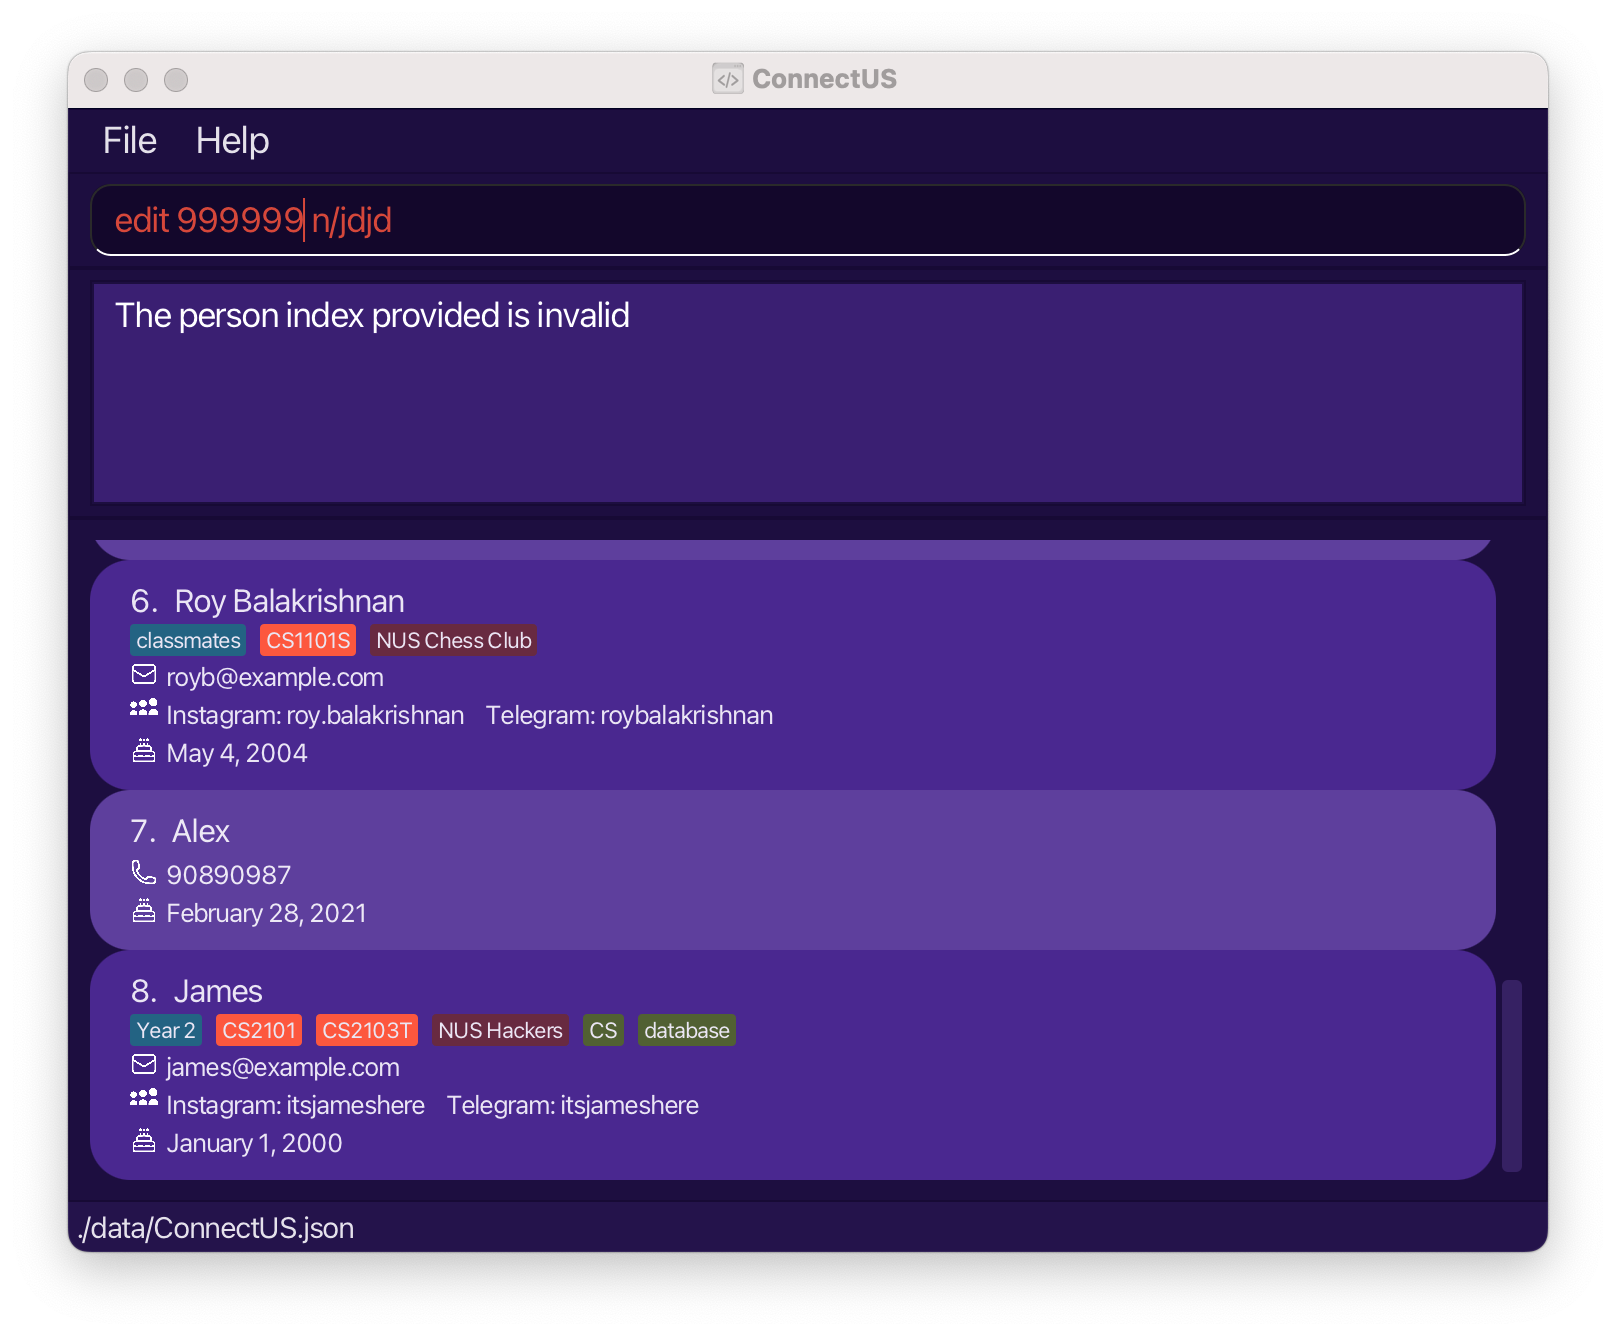 ConnectUS
File Help
edit 999999 n/jdjd
The person index provided is invalid
6. Roy Balakrishnan
classmates CS1101S NUS Chess Club
royb@example.com
Instagram: roy.balakrishnan Telegram: roybalakrishnan
May 4, 2004
7. Alex
90890987
February 28, 2021
8. James
Year 2 CS2101 CS2103T NUS Hackers CS database
james@example.com
Instagram: itsjameshere Telegram: itsjameshere
January 1, 2000
./data/ConnectUS.json